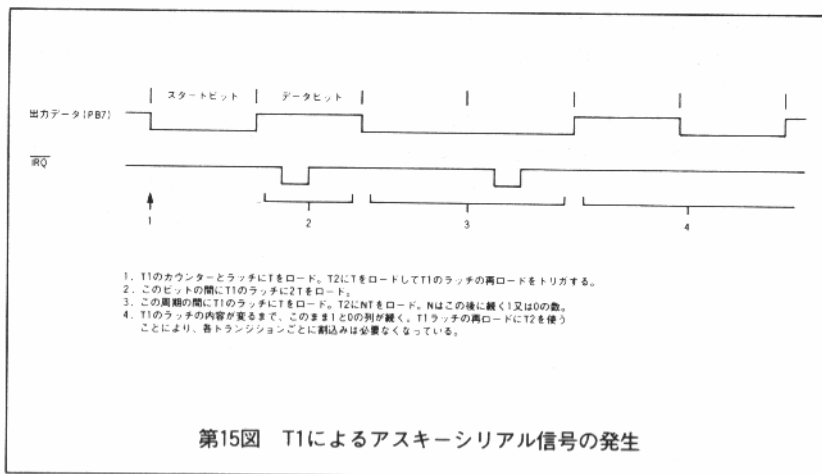 スタートビット データビット
出力データ(PB7)
IRQ
1 2 3 4
1. T1のカウンターとラッチにTをロード。T2にTをロードしてT1のラッチの再ロードをトリガする。
2. このビットの間にT1のラッチに2Tをロード。
3. この周期の間にT1のラッチにTをロード。T2にNTをロード。Nはこの後に続く1又は0の数。
4. T1のラッチの内容が変るまで、このまま1と0の列が続く。T1ラッチの再ロードにT2を使う
ことにより、各トランジションごとに割込みは必要なくなっている。
第15図 T1によるアスキーシリアル信号の発生